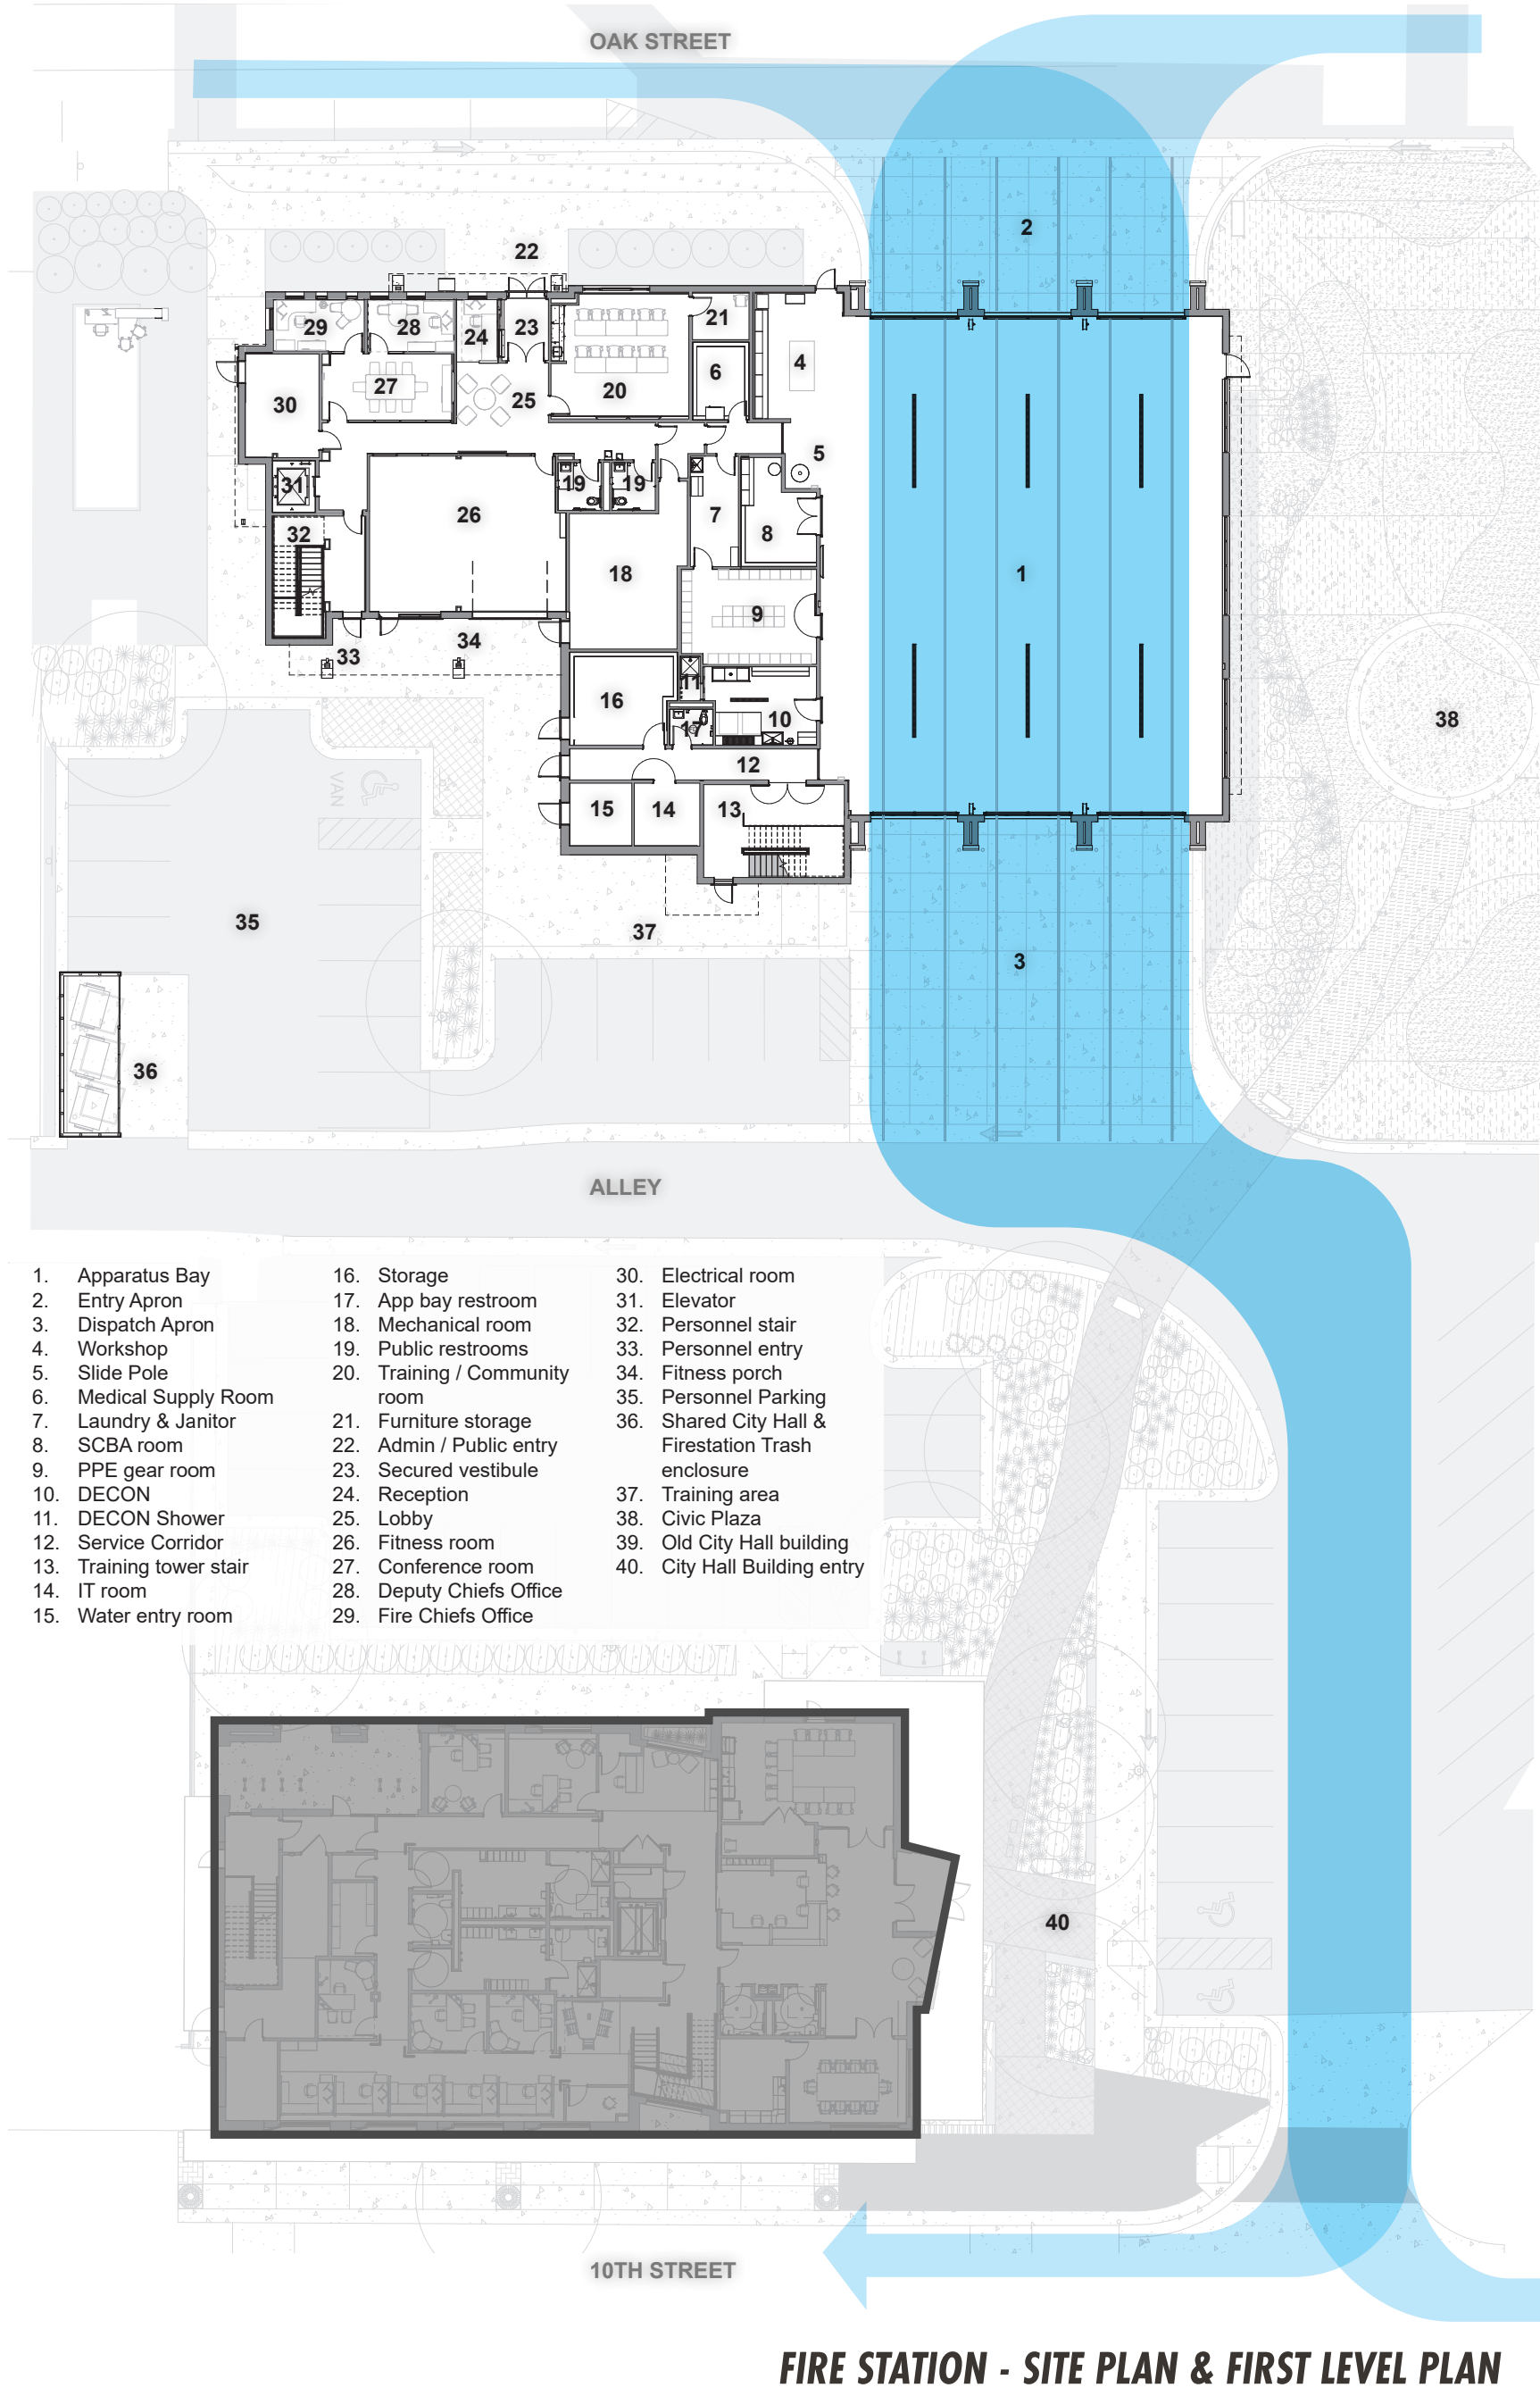 OAK STREET
2
22
29
28
24
23
21
4
27
6
30
25
20
5
31
19
19
26
7
32
8
18
1
9
34
33
11
16
38
17
10
12
15
14
13
35
37
3
36
VAN
ALLEY
1. Apparatus Bay
2. Entry Apron
3. Dispatch Apron
4. Workshop
5. Slide Pole
6. Medical Supply Room
7. Laundry & Janitor
8. SCBA room
9. PPE gear room
10. DECON
11. DECON Shower
12. Service Corridor
13. Training tower stair
14. IT room
15. Water entry room
16. Storage
17. App bay restroom
18. Mechanical room
19. Public restrooms
20. Training / Community
room
21. Furniture storage
22. Admin / Public entry
23. Secured vestibule
24. Reception
25. Lobby
26. Fitness room
27. Conference room
28. Deputy Chiefs Office
29. Fire Chiefs Office
30. Electrical room
31. Elevator
32. Personnel stair
33. Personnel entry
34. Fitness porch
35. Personnel Parking
36. Shared City Hall &
Firestation Trash
enclosure
37. Training area
38. Civic Plaza
39. Old City Hall building
40. City Hall Building entry
40
10TH STREET
FIRE STATION - SITE PLAN & FIRST LEVEL PLAN